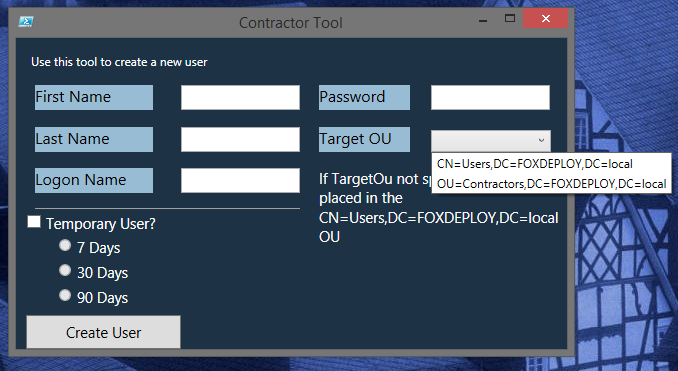 Contractor Tool
Use this tool to create a new user
First Name
Password
Last Name
Target OU
CN=Users,DC=FOXDEPLOY,DC=local
OU=Contractors,DC=FOXDEPLOY,DC=local
Logon Name
If TargetOu not
placed in the
CN=Users,DC=FOXDEPLOY,DC=local
OU
Temporary User?
7 Days
30 Days
90 Days
Create User